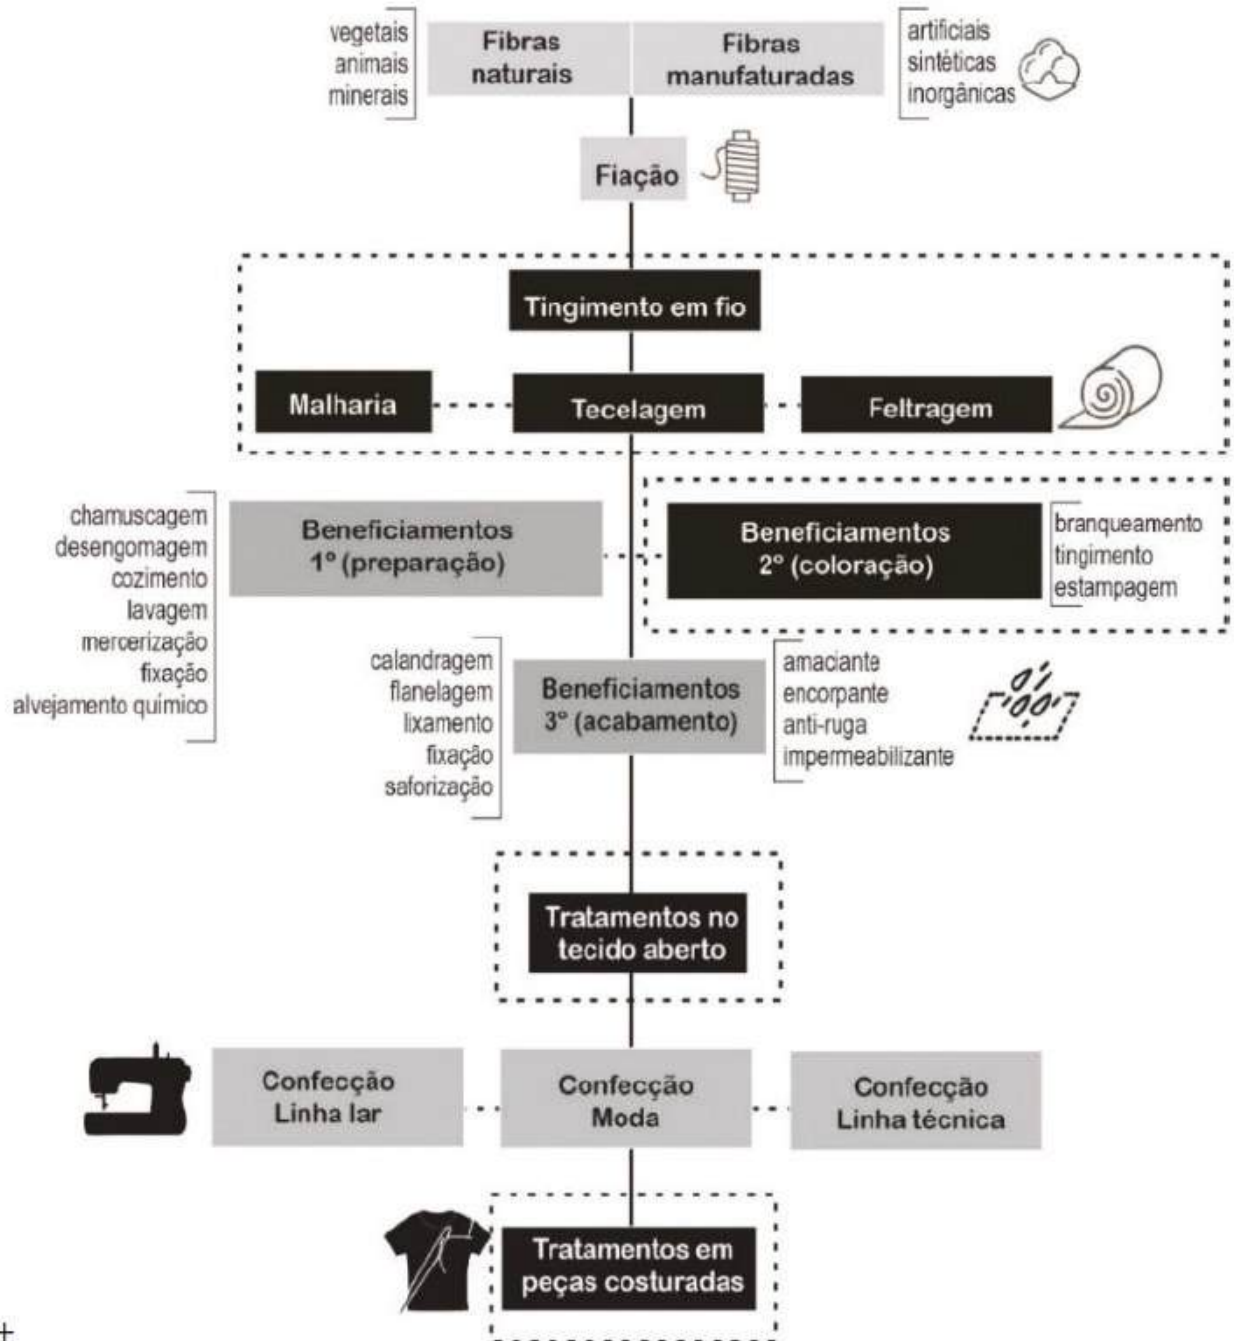 vegetais
animais
minerais
Fibras
naturais
Fibras
manufaturadas
artificiais
sintéticas
inorgânicas
Fiação
Tingimento em fio
Malharia
Tecelagem
Feltragem
chamuscagem
desengomagem
cozimento
lavagem
mercerização
fixação
alvejamento químico
Beneficiamentos
1º (preparação)
Beneficiamentos
2º (coloração)
branqueamento
tingimento
estampagem
calandragem
flanelagem
lixamento
fixação
saforização
Beneficiamentos
3º (acabamento)
amaciante
encorpante
anti-ruga
impermeabilizante
Tratamentos no
tecido aberto
Confecção
Linha lar
Confecção
Moda
Confecção
Linha técnica
Tratamentos em
peças costuradas
+